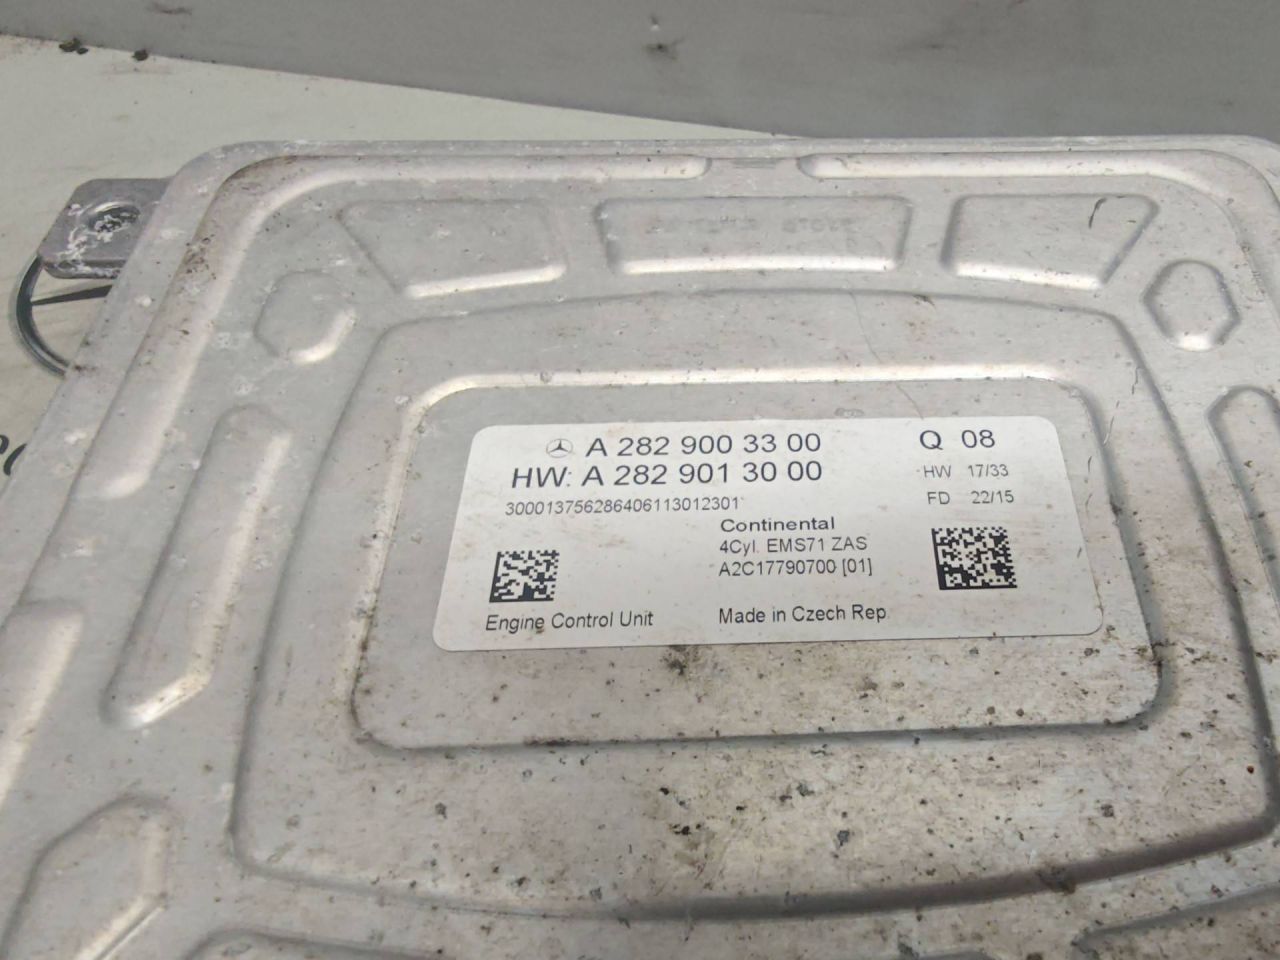 A 282 900 33 00
Q 08
HW: A 282 901 30 00
HW 17/33
300013756286406113012301
FD 22/15
Continental
4Cyl. EMS71 ZAS
A2C17790700 [01]
Engine Control Unit
Made in Czech Rep